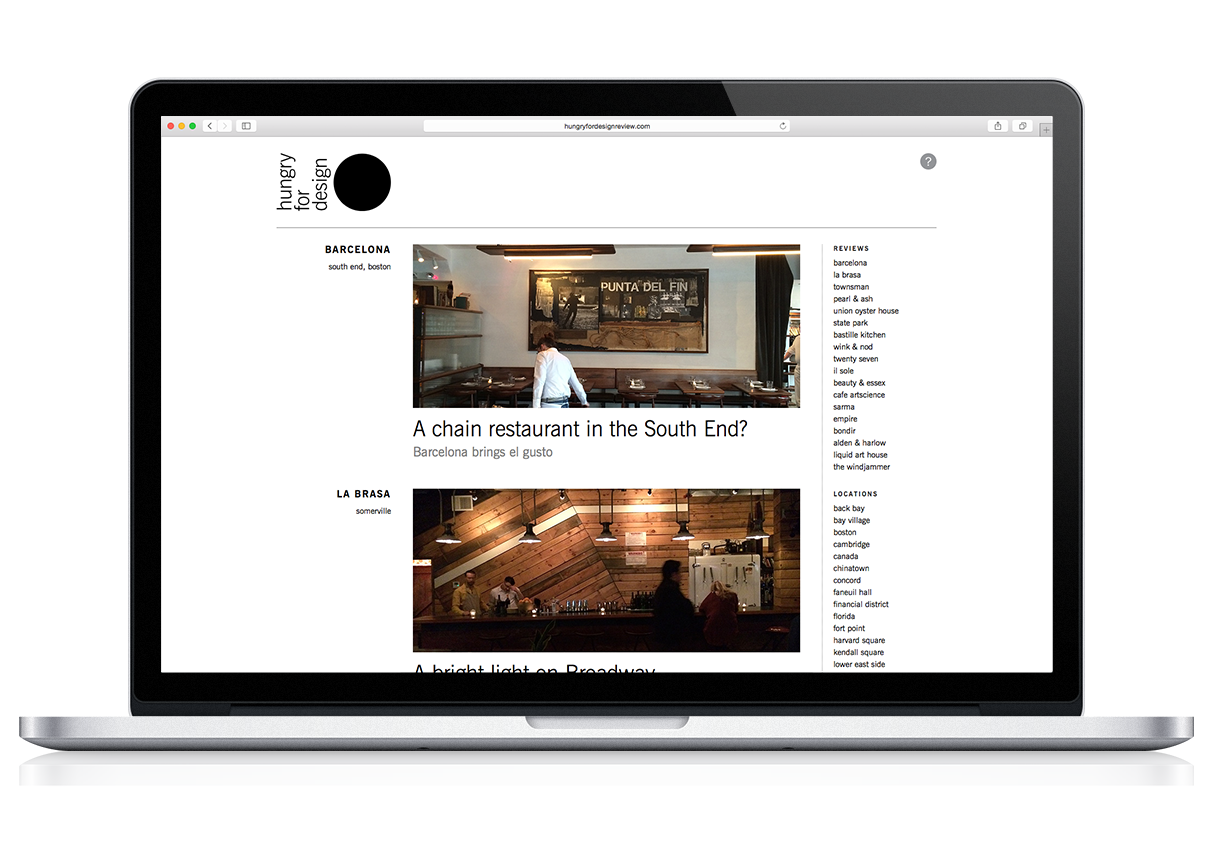 hungryfordesignreview.com
hungry
for
design
?
BARCELONA
south end, boston
PUNTA DEL FIN
A chain restaurant in the South End?
Barcelona brings el gusto
LA BRASA
somerville
A bright light on Broadway
REVIEWS
barcelona
la brasa
townsman
pearl & ash
union oyster house
state park
bastille kitchen
wink & nod
twenty seven
il sole
beauty & essex
cafe artscience
sarma
empire
bondir
alden & harlow
liquid art house
the windjammer
LOCATIONS
back bay
bay village
boston
cambridge
canada
chinatown
concord
faneuil hall
financial district
florida
fort point
harvard square
kendall square
lower east side